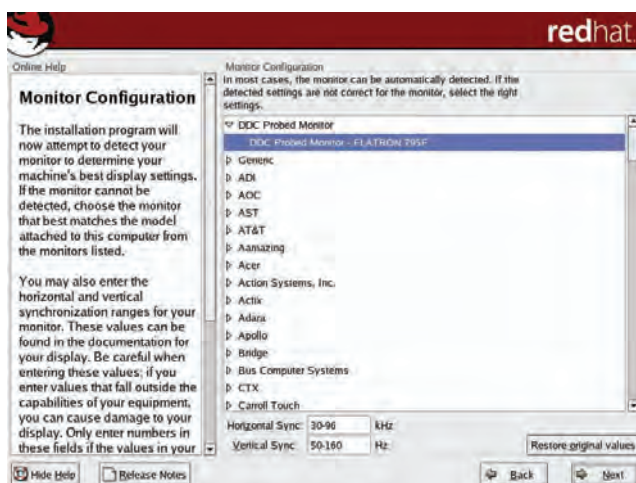 redhat.
Online Help
Monitor Configuration
The installation program will
now attempt to detect your
monitor to determine your
machine's best display settings.
If the monitor cannot be
detected, choose the monitor
that best matches the model
attached to this computer from
the monitors listed.
You may also enter the
horizontal and vertical
synchronization ranges for your
monitor. These values can be
found in the documentation for
your display. Be careful when
entering these values; if you
enter values that fall outside the
capabilities of your equipment,
you can cause damage to your
display. Only enter numbers in
these fields if the values in your
Monitor Configuration
In most cases, the monitor can be automatically detected. If the
detected settings are not correct for the monitor, select the right
settings.
DDC Probed Monitor
DDC Probed Monitor - FLATRON 795F
Generic
ADI
AOC
AST
AT&T
Aamazing
Acer
Action Systems, Inc.
Actix
Adara
Apollo
Bridge
Bus Computer Systems
CTX
Carroll Touch
Horizontal Sync: 30-96 kHz
Vertical Sync: 50-160 Hz
Restore original values
Hide Help
Release Notes
Back
Next